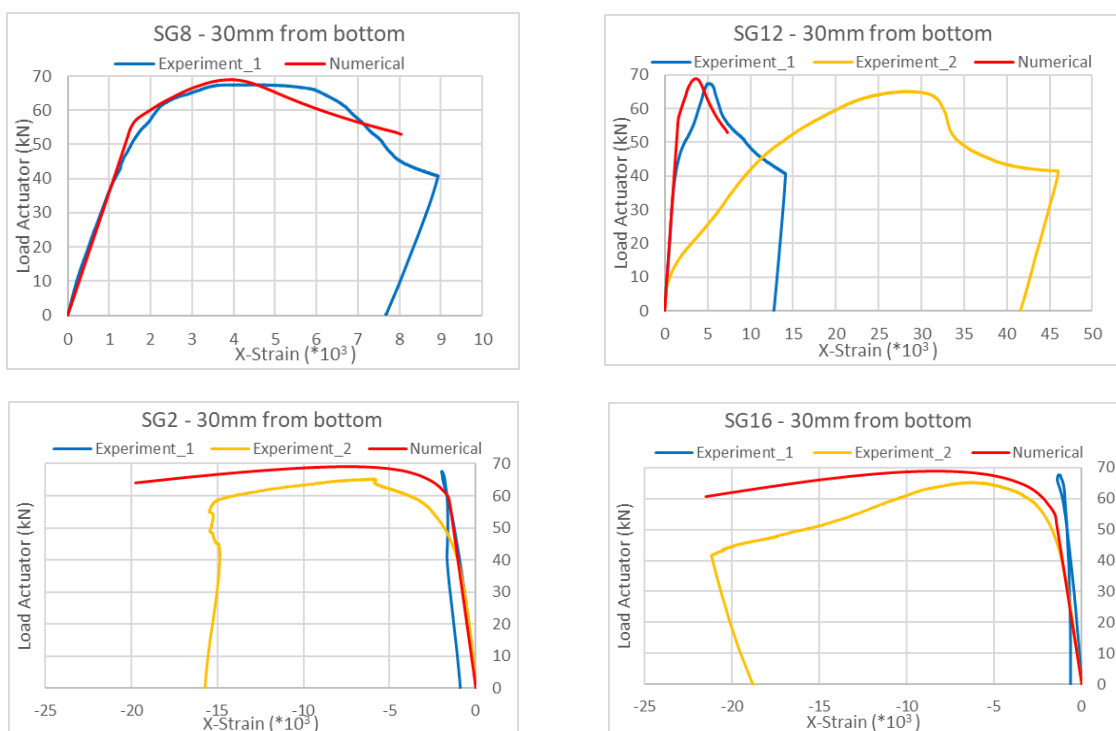 SG8 - 30mm from bottom
Experiment_1 Numerical
Load Actuator (kN)
70
60
50
40
30
20
10
0
0 1 2 3 4 5 6 7 8 9 10
X-Strain (*10³)
SG12 - 30mm from bottom
Experiment_1 Experiment_2 Numerical
Load Actuator (kN)
70
60
50
40
30
20
10
0
0 5 10 15 20 25 30 35 40 45 50
X-Strain (*10³)
SG2 - 30mm from bottom
Experiment_1 Experiment_2 Numerical
Load Actuator (kN)
70
60
50
40
30
20
10
0
-25 -20 -15 -10 -5 0
X-Strain (*10³)
SG16 - 30mm from bottom
Experiment_1 Experiment_2 Numerical
Load Actuator (kN)
70
60
50
40
30
20
10
0
-25 -20 -15 -10 -5 0
X-Strain (*10³)